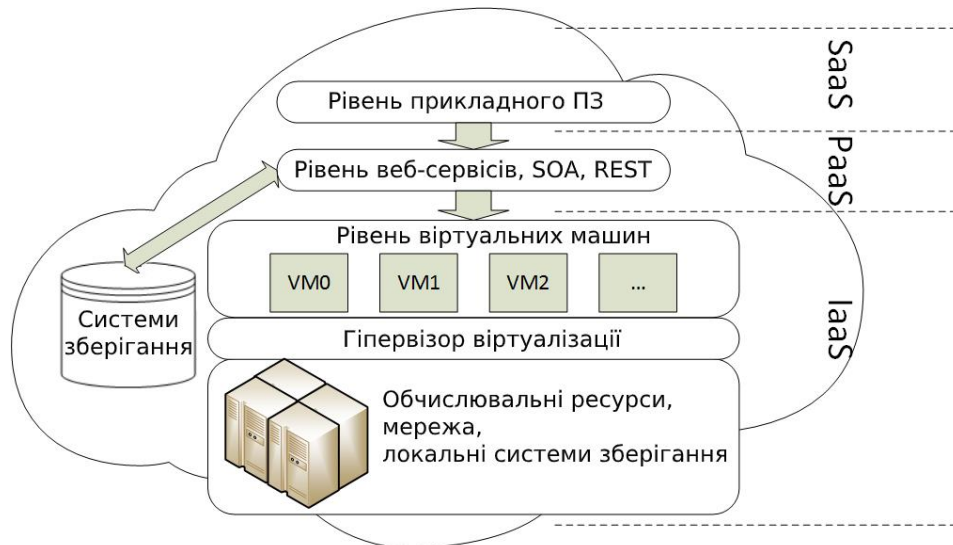 Рівень прикладного ПЗ
SaaS
Рівень веб-сервісів, SOA, REST
PaaS
Рівень віртуальних машин
VM0
VM1
VM2
...
Системи
зберігання
Гіпервізор віртуалізації
IaaS
Обчислювальні ресурси,
мережа,
локальні системи зберігання